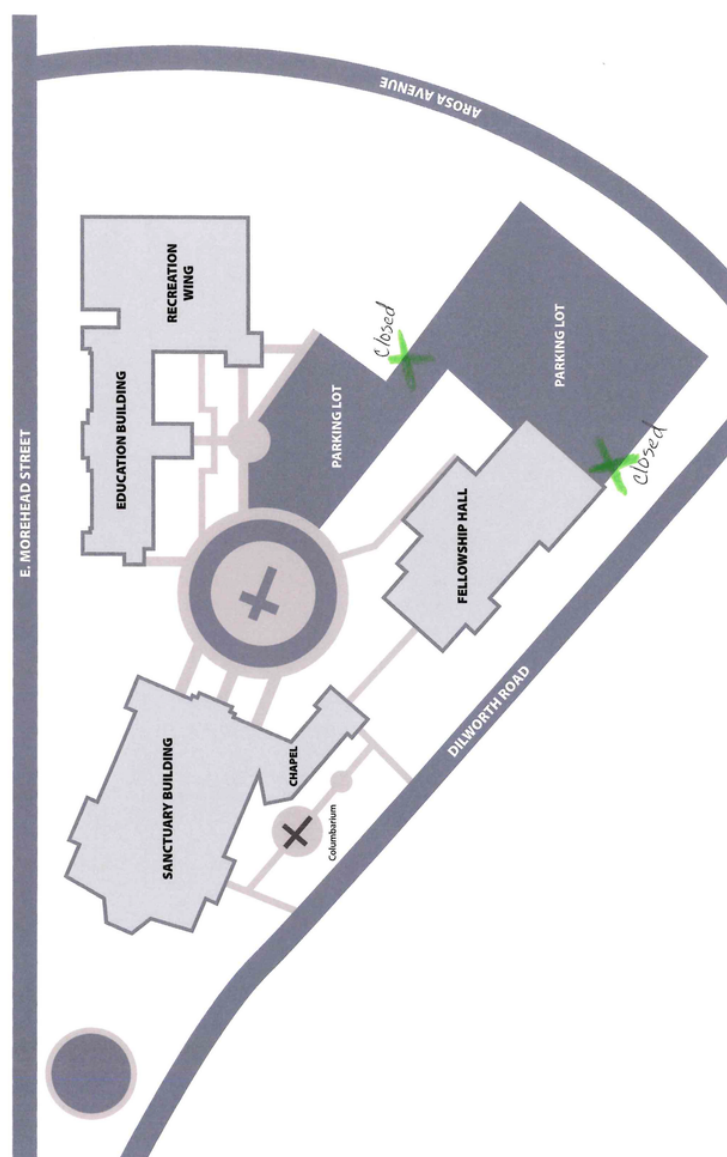 AROSA AVENUE
RECREATION
WING
closed
PARKING LOT
EDUCATION BUILDING
PARKING LOT
closed
E. MOREHEAD STREET
FELLOWSHIP HALL
DILWORTH ROAD
CHAPEL
SANCTUARY BUILDING
Columbarium